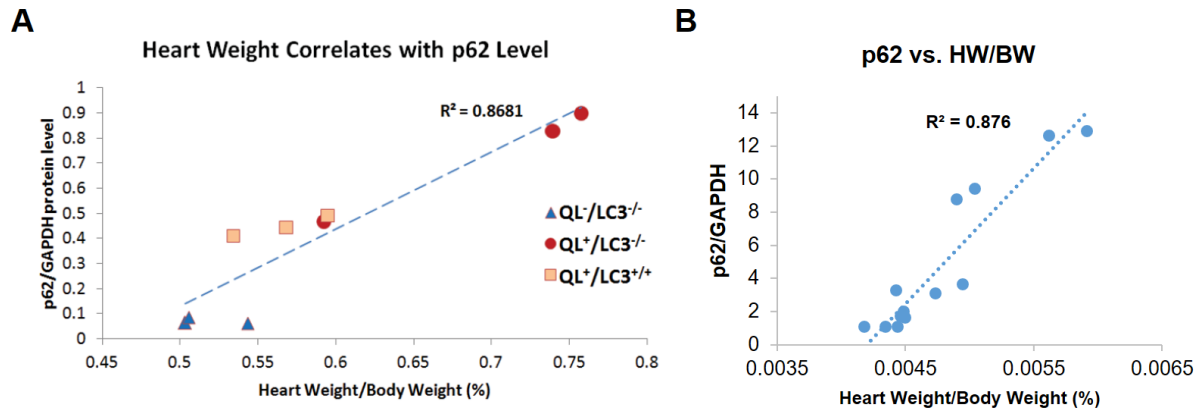 A
Heart Weight Correlates with p62 Level
p62/GAPDH protein level
1
0.9
0.8
0.7
0.6
0.5
0.4
0.3
0.2
0.1
0
R² = 0.8681
QL⁻/LC3⁻/⁻
QL⁺/LC3⁻/⁻
QL⁺/LC3⁺/⁺
0.45 0.5 0.55 0.6 0.65 0.7 0.75 0.8
Heart Weight/Body Weight (%)
B
p62 vs. HW/BW
p62/GAPDH
14
12
10
8
6
4
2
0
R² = 0.876
0.0035 0.0045 0.0055 0.0065
Heart Weight/Body Weight (%)